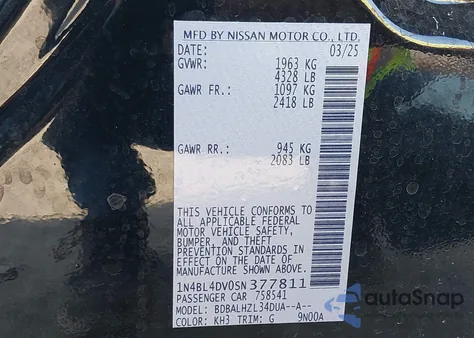 MFD BY NISSAN MOTOR CO., LTD.
DATE: 03/25
GVWR: 1963 KG
4328 LB
GAWR FR.: 1097 KG
2418 LB
GAWR RR.: 945 KG
2083 LB
THIS VEHICLE CONFORMS TO
ALL APPLICABLE FEDERAL
MOTOR VEHICLE SAFETY,
BUMPER, AND THEFT
PREVENTION STANDARDS IN
EFFECT ON THE DATE OF
MANUFACTURE SHOWN ABOVE.
1N4BL4DV0SN377811
PASSENGER CAR 758541
MODEL: BDBALHZL34DUA--A--
COLOR: KH3 TRIM: G 9N00A
autoSnap